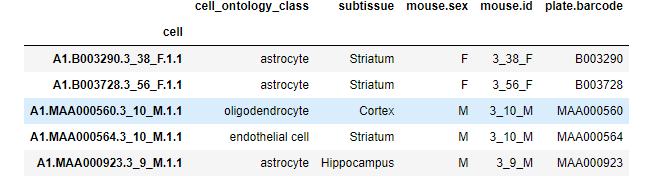 cell_ontology_class subtissue mouse.sex mouse.id plate.barcode
cell
A1.B003290.3_38_F.1.1 astrocyte Striatum F 3_38_F B003290
A1.B003728.3_56_F.1.1 astrocyte Striatum F 3_56_F B003728
A1.MAA000560.3_10_M.1.1 oligodendrocyte Cortex M 3_10_M MAA000560
A1.MAA000564.3_10_M.1.1 endothelial cell Striatum M 3_10_M MAA000564
A1.MAA000923.3_9_M.1.1 astrocyte Hippocampus M 3_9_M MAA000923